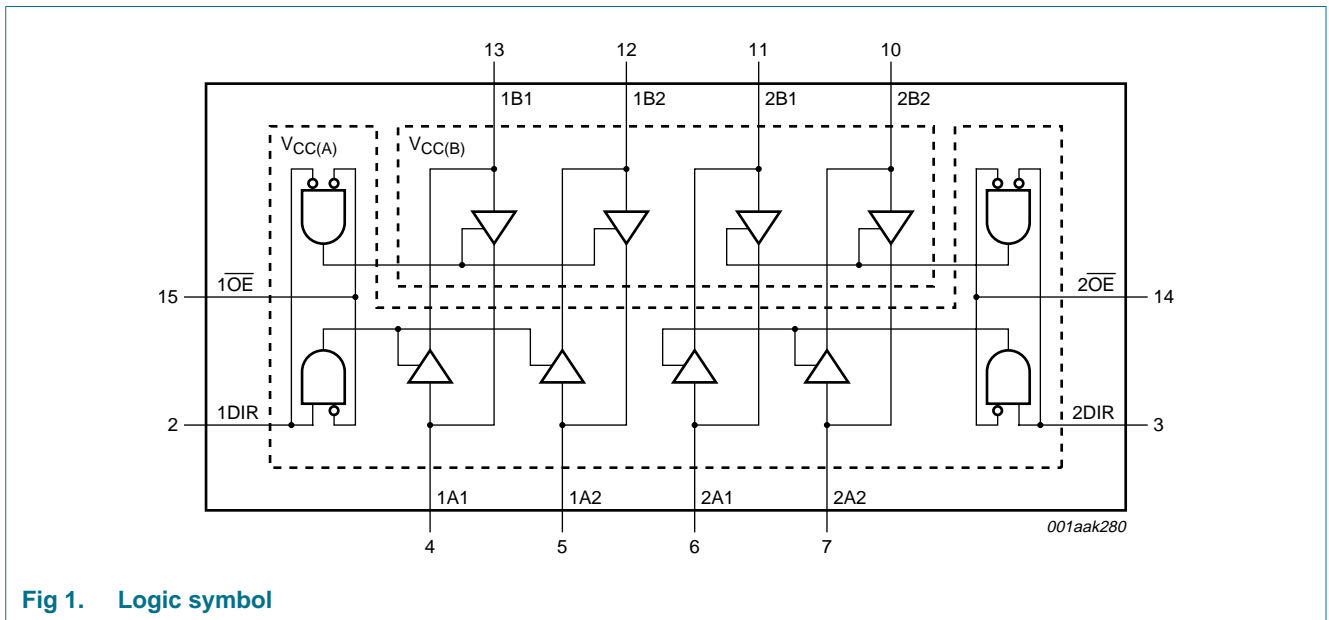 13 12 11 10
1B1 1B2 2B1 2B2
VCC(A) VCC(B)
15 1OE 2OE 14
2 1DIR 2DIR 3
1A1 1A2 2A1 2A2
001aak280
4 5 6 7
Fig 1. Logic symbol